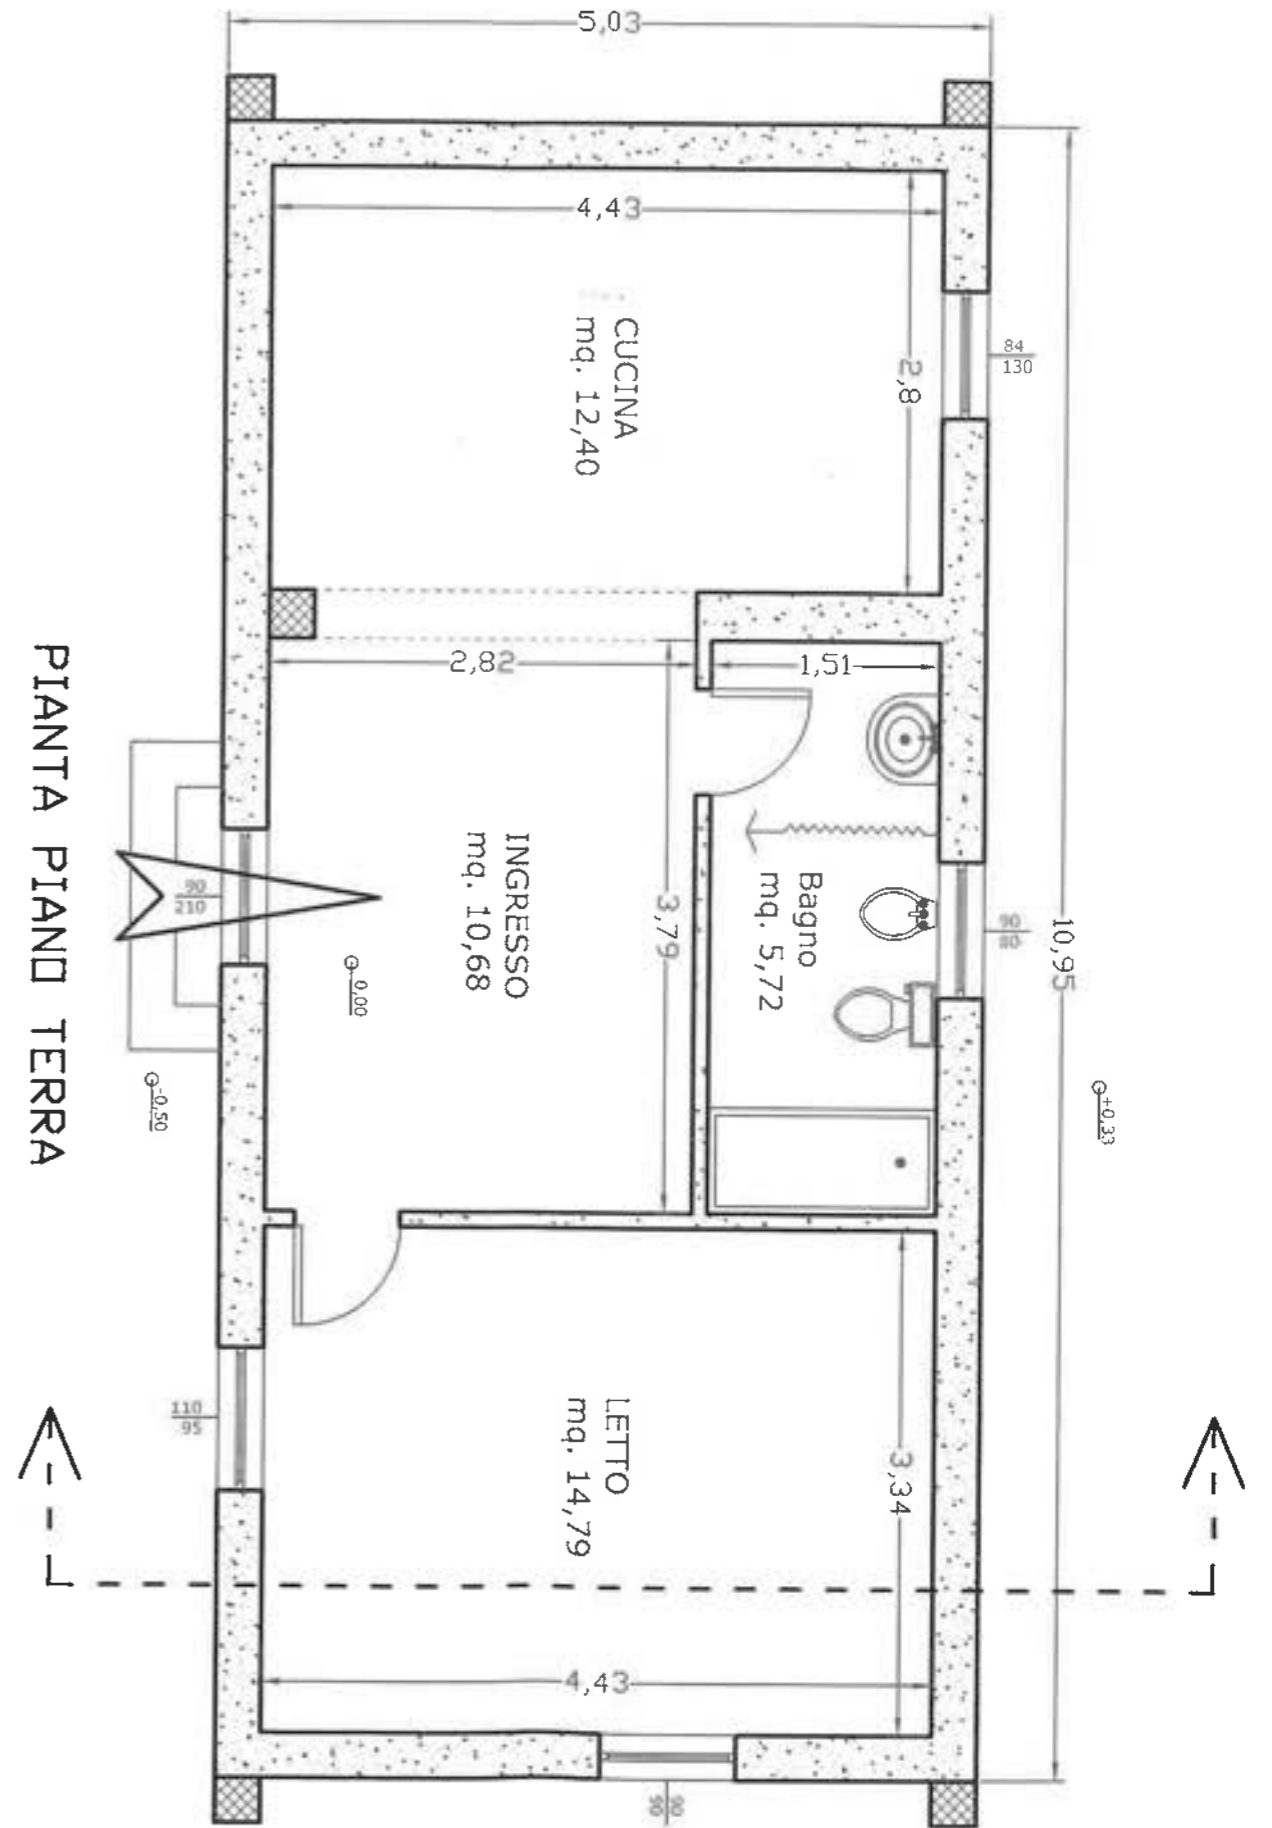 5,03
4,43
CUCINA
mq. 12,40
2,8
84
130
2,82
1,51
INGRESSO
mq. 10,68
3,79
Bagno
mq. 5,72
90
80
10,95
90
210
0,00
-0,50
+0,33
PIANTA PIANO TERRA
110
95
LETTO
mq. 14,79
3,34
4,43
90
90